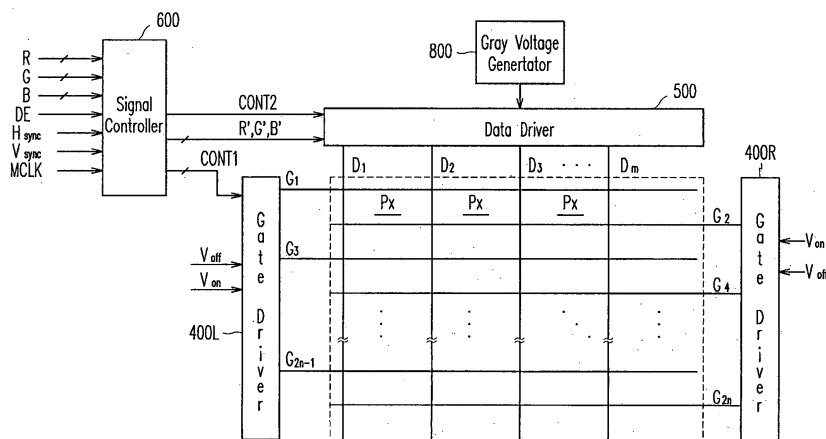 600
R
G
B
DE
Hsync
Vsync
MCLK
Signal
Controller
CONT2
R',G',B'
CONT1
800
Gray Voltage
Genertator
500
Data Driver
D1
D2
D3
· · · ·
Dm
400R
G1
Px
Px
Px
G2
G3
G4
Voff
Von
400L
Gate Driver
G2n-1
G2n
Gate Driver
Von
Voff